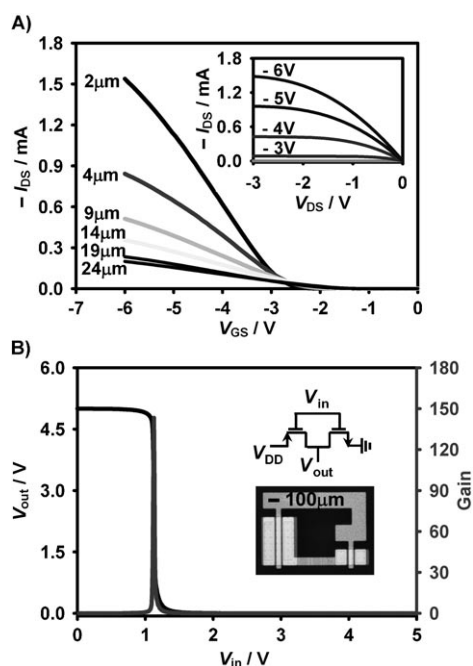 A)
1.8
1.5
1.2
0.9
0.6
0.3
0.0
– I_DS / mA
2μm
4μm
9μm
14μm
19μm
24μm
-7 -6 -5 -4 -3 -2 -1 0
V_GS / V
1.8
1.2
0.6
0.0
– I_DS / mA
- 6V
- 5V
- 4V
- 3V
-3 -2 -1 0
V_DS / V
B)
6.0
4.5
3.0
1.5
0.0
V_out / V
V_in
V_DD
V_out
100μm
180
150
120
90
60
30
0
Gain
0 1 2 3 4 5
V_in / V